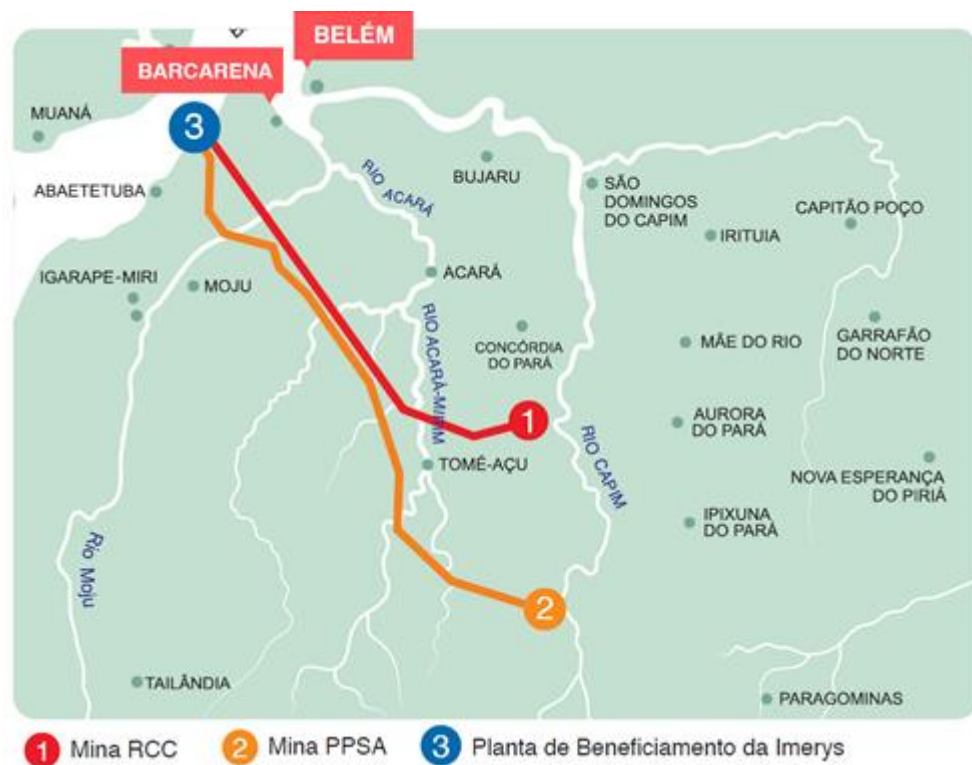 BELÉM
BARCARENA
MUANÁ
3
BUJARU
RÍO ACARÁ
ABAETETUBA
SÃO
DOMINGOS
DO CAPIM
CAPITÃO POÇO
IRITUIA
IGARAPE-MIRI
MOJU
ACARÁ
RIO ACARÁ-MIRIM
CONCÓRDIA
DO PARÁ
MÃE DO RIO
GARRAFÃO
DO NORTE
1
AURORA
DO PARÁ
RIO CAPIM
TOMÉ-AÇU
NOVA ESPERANÇA
DO PIRIÁ
IPIXUNA
DO PARÁ
Rio Moju
2
TAILÂNDIA
PARAGOMINAS
1 Mina RCC
2 Mina PPSA
3 Planta de Beneficiamento da Imerys